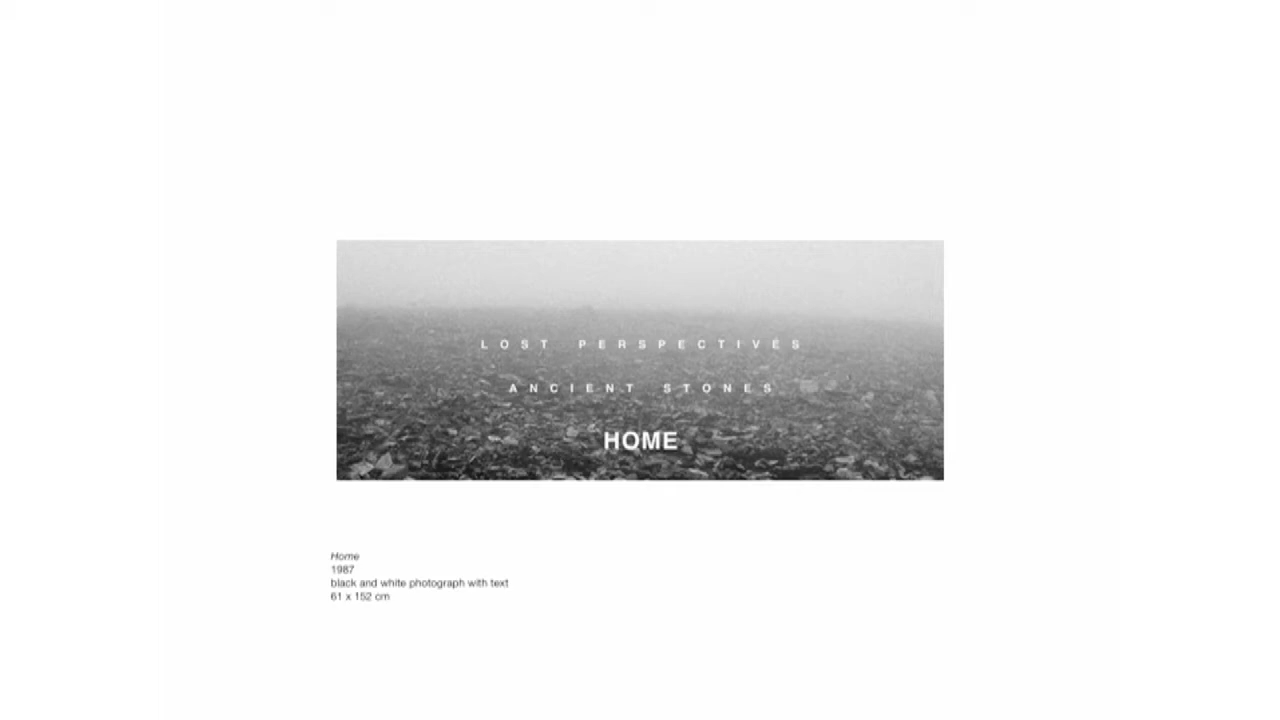 LOST PERSPECTIVES
ANCIENT STONES
HOME
Home
1987
black and white photograph with text
61 x 152 cm